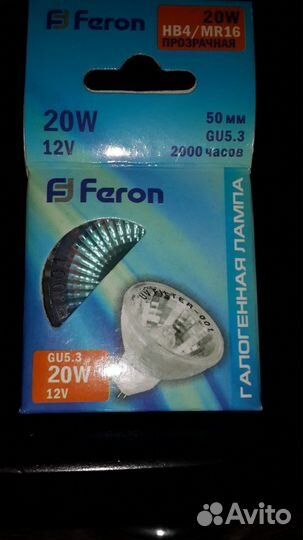 Feron
20W
HB4/MR16
ПРОЗРАЧНАЯ
20W
12V
50 мм
GU5.3
2000 часов
Feron
ГАЛОГЕННАЯ ЛАМПА
GU5.3
20W
12V
Avito